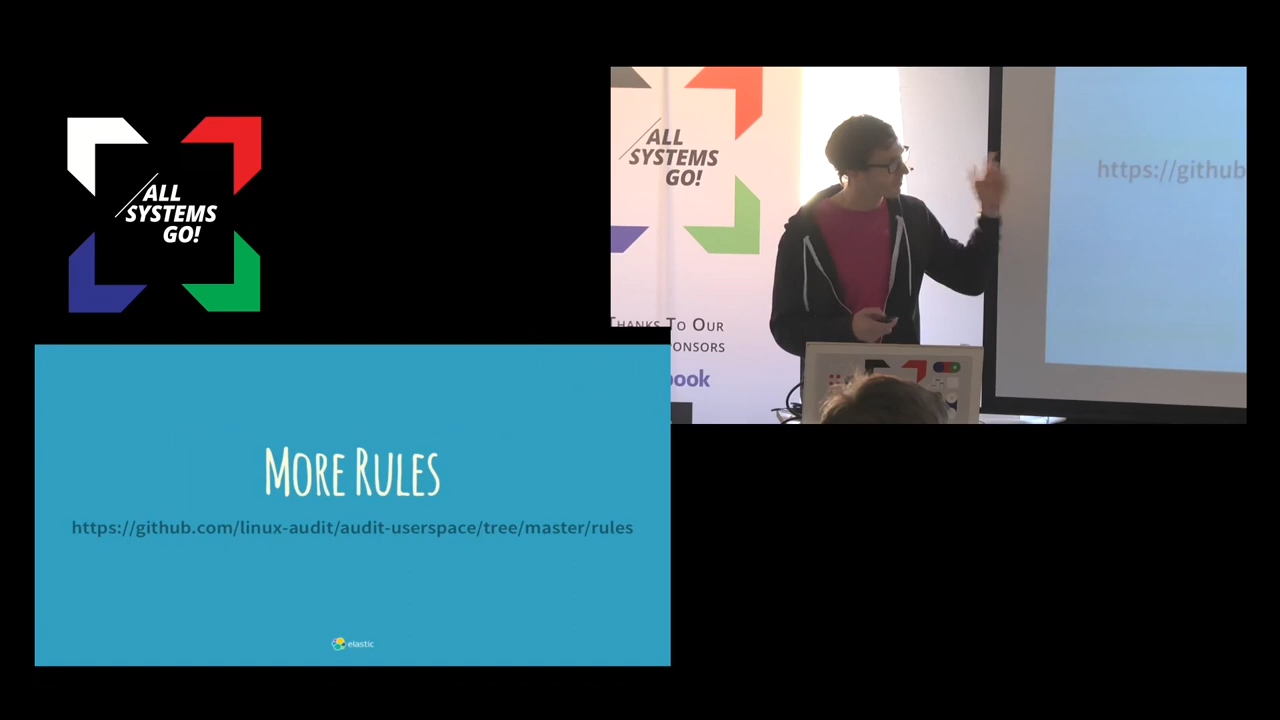 ALL
SYSTEMS
GO!
ALL
SYSTEMS
GO!
https://github
THANKS TO OUR
ONSORS
book
MORE RULES
https://github.com/linux-audit/audit-userspace/tree/master/rules
elastic